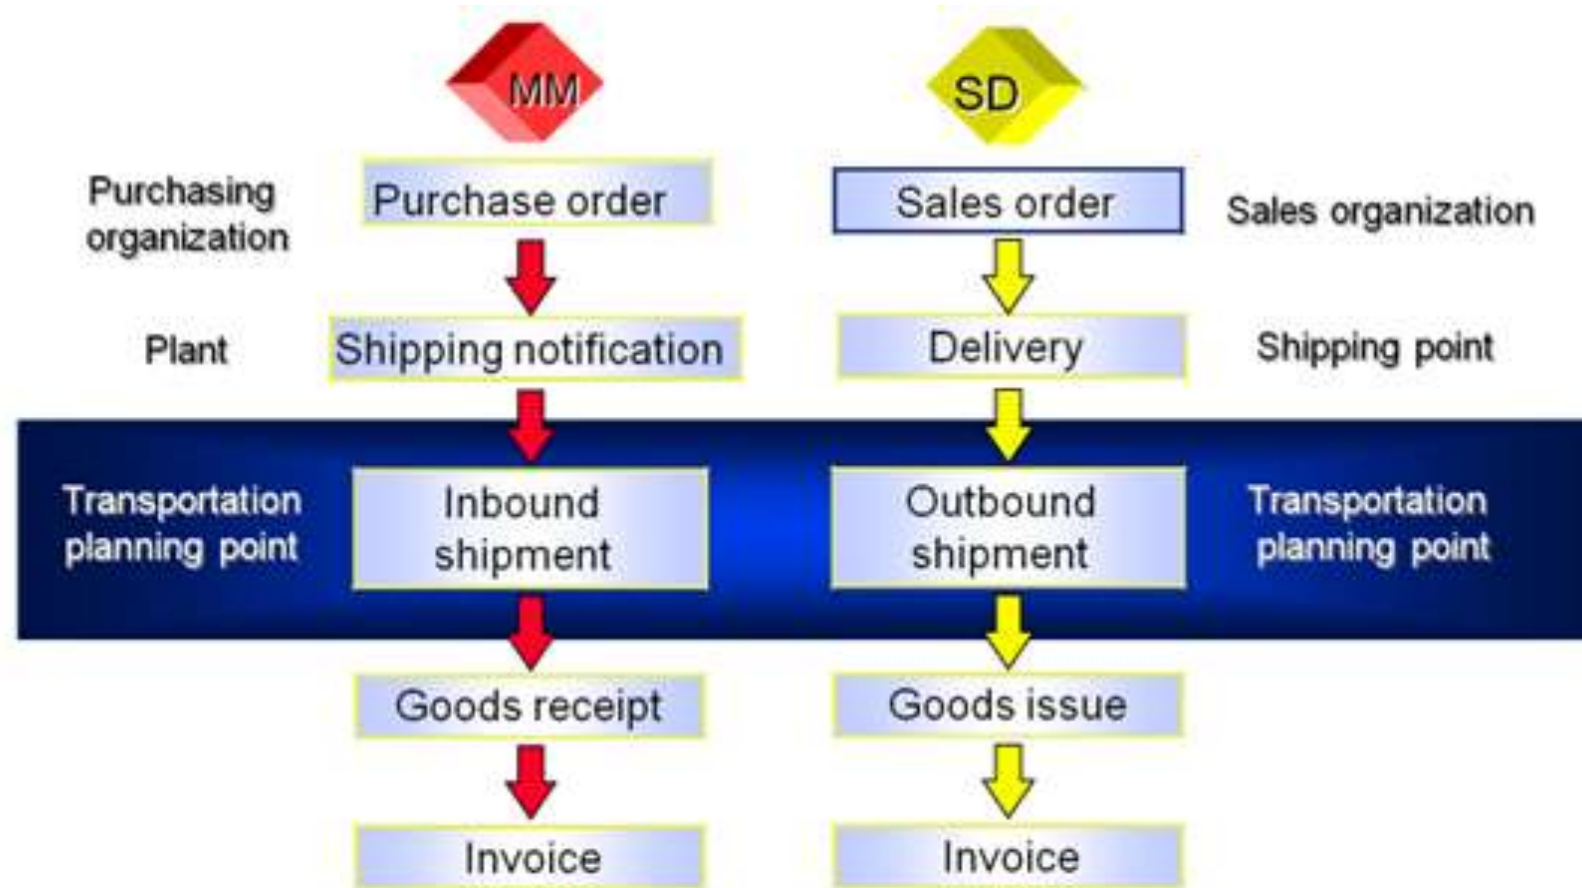 MM
SD
Purchasing
organization
Purchase order
Sales order
Sales organization
Plant
Shipping notification
Delivery
Shipping point
Transportation
planning point
Inbound
shipment
Outbound
shipment
Transportation
planning point
Goods receipt
Goods issue
Invoice
Invoice